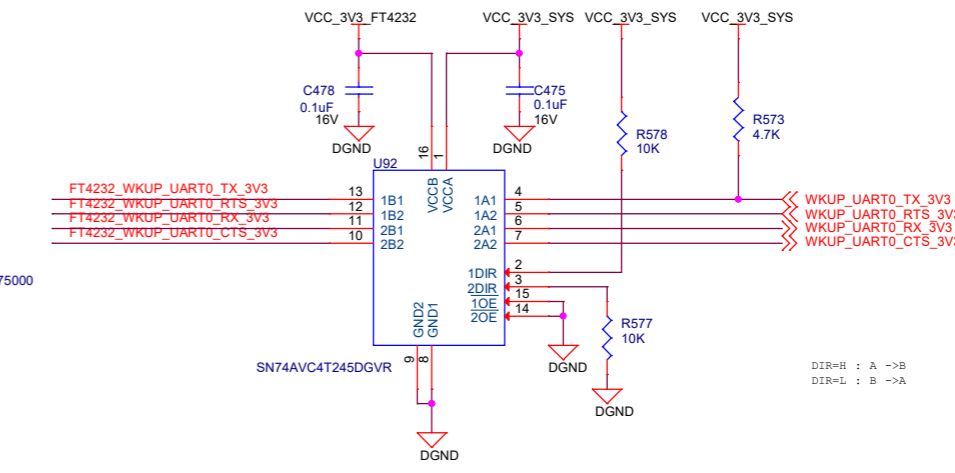 VCC_3V3_FT4232
VCC_3V3_SYS
VCC_3V3_SYS
VCC_3V3_SYS
C478
0.1uF
16V
DGND
C475
0.1uF
16V
DGND
R578
10K
R573
4.7K
U92
16
1
VCCB
VCCA
FT4232_WKUP_UART0_TX_3V3
13
1B1
1A1
4
WKUP_UART0_TX_3V3
FT4232_WKUP_UART0_RTS_3V3
12
1B2
1A2
5
WKUP_UART0_RTS_3V3
FT4232_WKUP_UART0_RX_3V3
11
2B1
2A1
6
WKUP_UART0_RX_3V3
FT4232_WKUP_UART0_CTS_3V3
10
2B2
2A2
7
WKUP_UART0_CTS_3V3
75000
1DIR
2
2DIR
3
1OE
15
2OE
14
GND2
GND1
9
8
R577
10K
SN74AVC4T245DGVR
DGND
DIR=H : A ->B
DIR=L : B ->A
DGND
DGND